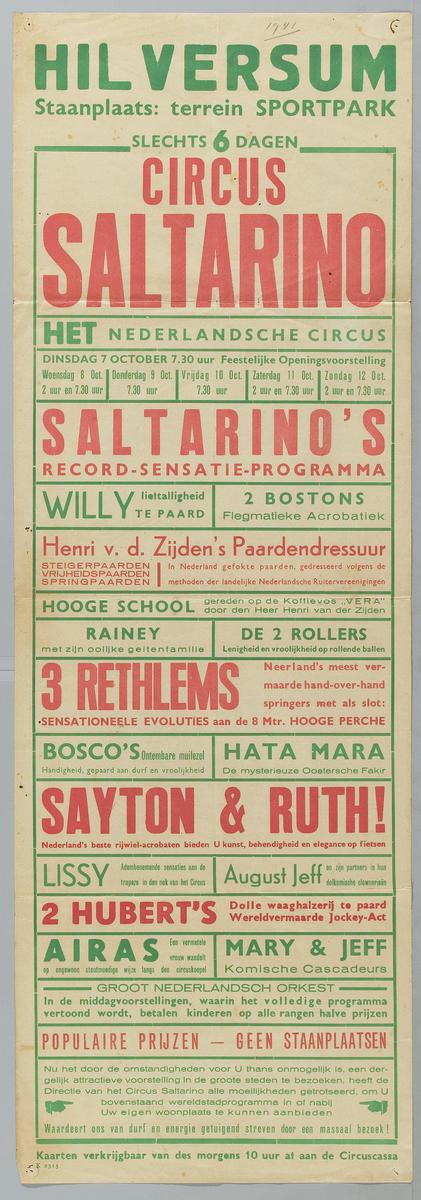 1941
HILVERSUM
Staanplaats: terrein SPORTPARK
SLECHTS 6 DAGEN
CIRCUS
SALTARINO
HET NEDERLANDSCHE CIRCUS
DINSDAG 7 OCTOBER 7.30 uur Feestelijke Openingsvoorstelling
Woensdag 8 Oct. Donderdag 9 Oct. Vrijdag 10 Oct. Zaterdag 11 Oct. Zondag 12 Oct.
2 uur en 7.30 uur 7.30 uur 7.30 uur 2 uur en 7.30 uur 2 uur en 7.30 uur
SALTARINO'S
RECORD-SENSATIE-PROGRAMMA
WILLY lieftalligheid
TE PAARD
2 BOSTONS
Flegmatieke Acrobatiek
Henri v. d. Zijden's Paardendressuur
STEIGERPAARDEN
VRIJHEIDSPAARDEN
SPRINGPAARDEN
In Nederland gefokte paarden, gedresseerd volgens de
methoden der landelijke Nederlandsche Ruitervereenigingen
HOOGE SCHOOL gereden op de Koffievos „VERA"
door den Heer Henri van der Zijden
RAINEY
met zijn oolijke geitenfamilie
DE 2 ROLLERS
Lenigheid en vroolijkheid op rollende ballen
3 RETHLEMS
Neerland's meest ver-
maarde hand-over-hand
springers met als slot:
SENSATIONEELE EVOLUTIES aan de 8 Mtr. HOOGE PERCHE
BOSCO'S Ontembare muilezel
Handigheid, gepaard aan durf en vroolijkheid
HATA MARA
De mysterieuze Oostersche Fakir
SAYTON & RUTH!
Nederland's beste rijwiel-acrobaten bieden U kunst, behendigheid en elegance op fietsen
LISSY Adembenemende sensaties aan de
trapeze in den nok van het Circus
August Jeff en zijn partners in hun
dolkomische clownerniën
2 HUBERT'S Dolle waaghalzerij te paard
Wereldvermaarde Jockey-Act
AIRAS Een vermetele
vrouw wandelt
op ongewoon stoutmoedige wijze langs den circuskoepel
MARY & JEFF
Komische Cascadeurs
GROOT NEDERLANDSCH ORKEST
In de middagvoorstellingen, waarin het volledige programma
vertoond wordt, betalen kinderen op alle rangen halve prijzen
POPULAIRE PRIJZEN — GEEN STAANPLAATSEN
Nu het door de omstandigheden voor U thans onmogelijk is, een der-
gelijk attractieve voorstelling in de groote steden te bezoeken, heeft de
Directie van het Circus Saltarino alle moeilijkheden getrotseerd, om U
bovenstaand wereldstadprogramma in of nabij
Uw eigen woonplaats te kunnen aanbieden
Waardeert ons van durf en energie getuigend streven door een massaal bezoek!
Kaarten verkrijgbaar van des morgens 10 uur af aan de Circuscassa